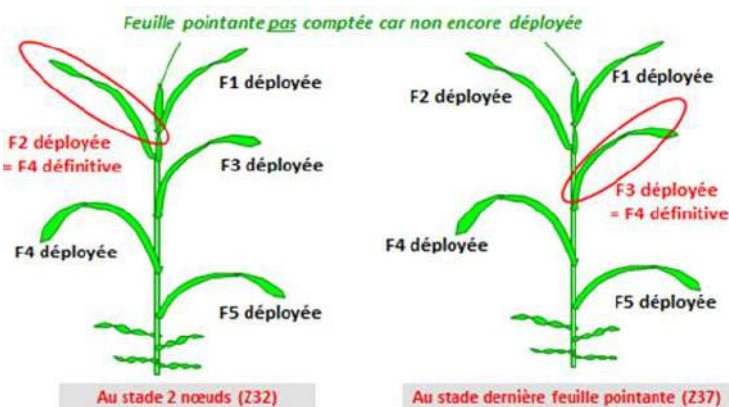 Feuille pointante pas comptée car non encore déployée
F1 déployée
F2 déployée
= F4 définitive
F3 déployée
F4 déployée
F5 déployée
Au stade 2 nœuds (Z32)
F1 déployée
F2 déployée
F3 déployée
= F4 définitive
F4 déployée
F5 déployée
Au stade dernière feuille pointante (Z37)